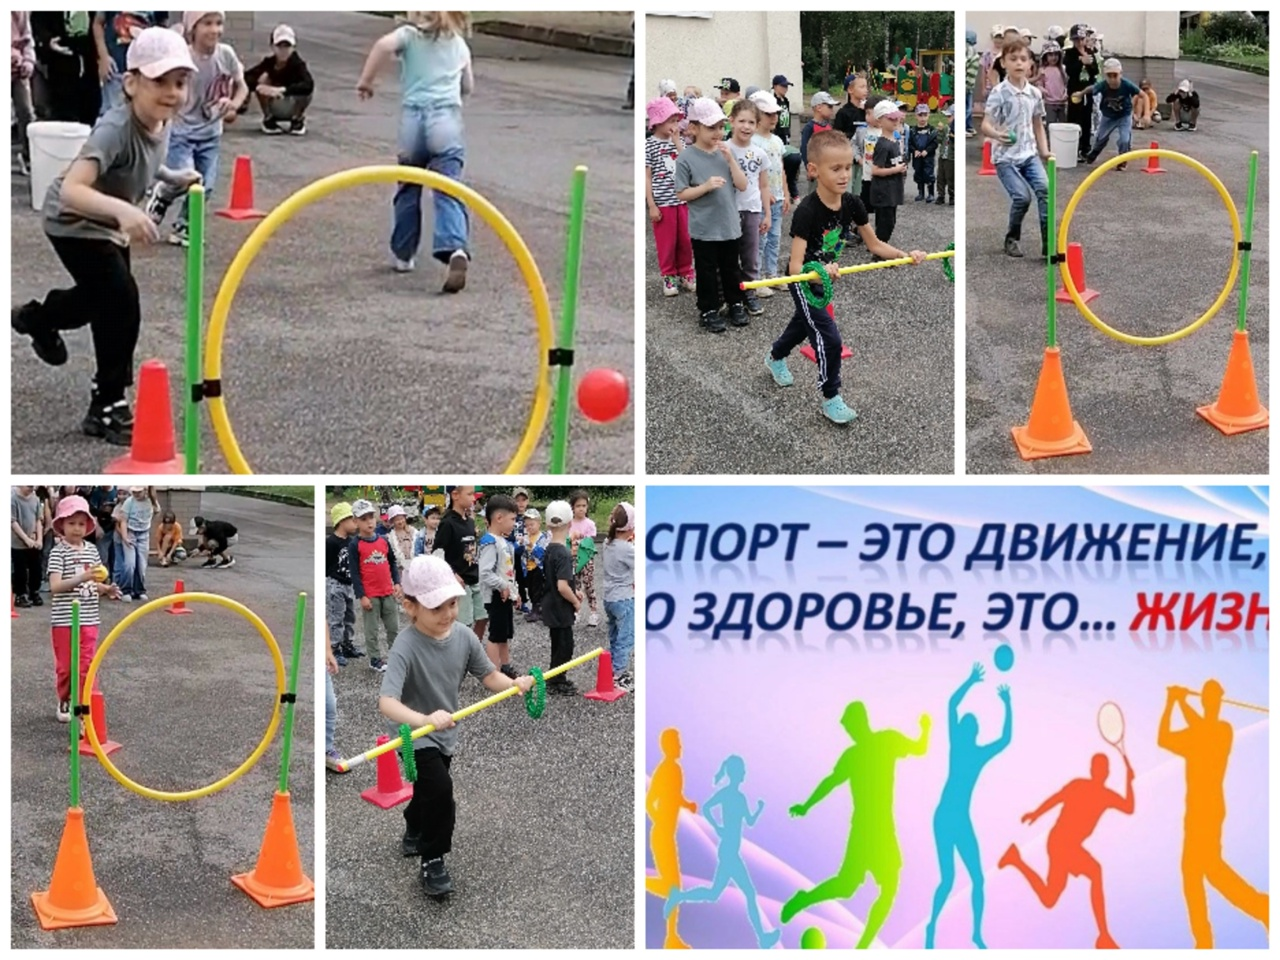 СПОРТ – ЭТО ДВИЖЕНИЕ,
О ЗДОРОВЬЕ, ЭТО... ЖИЗН